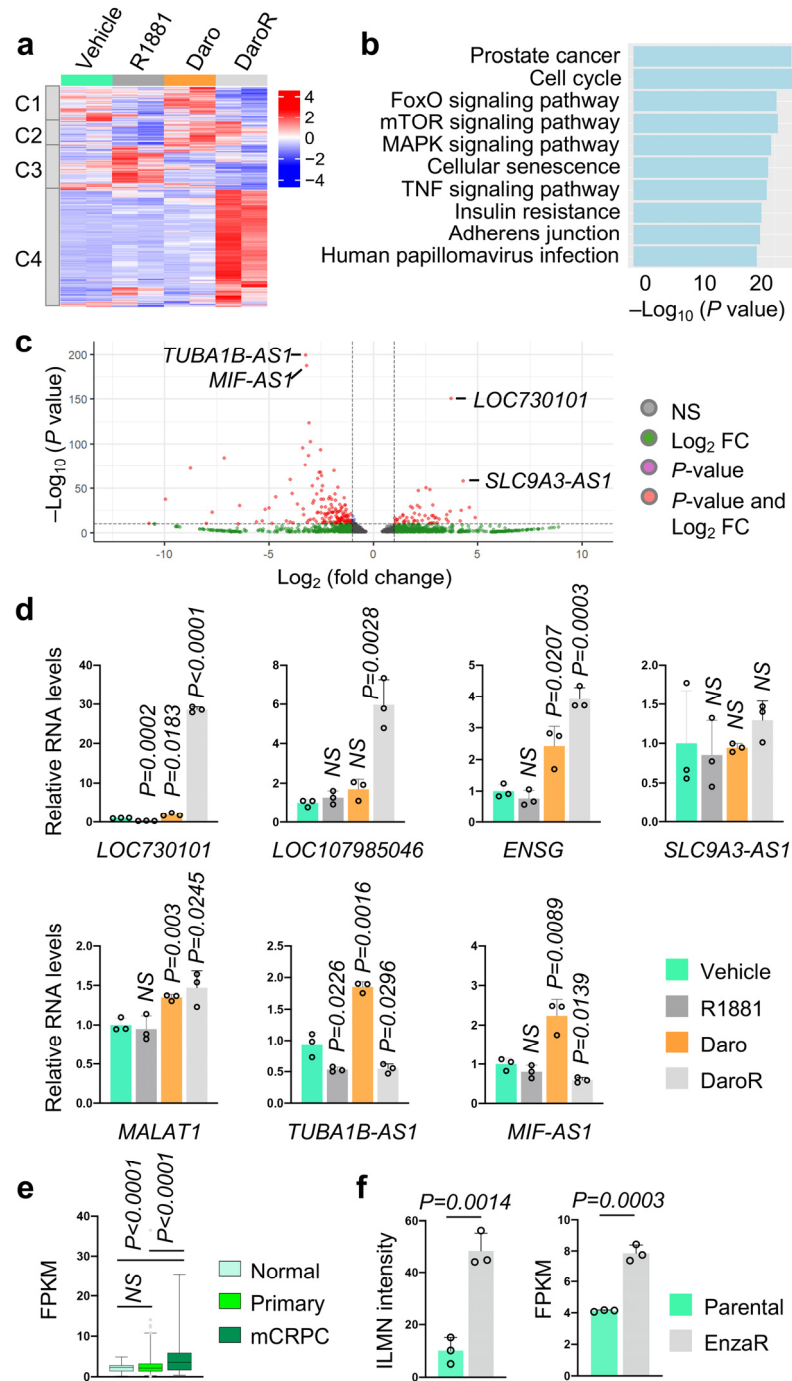 a
Vehicle
R1881
Daro
DaroR
C1
C2
C3
C4
4
2
0
−2
−4
b
Prostate cancer
Cell cycle
FoxO signaling pathway
mTOR signaling pathway
MAPK signaling pathway
Cellular senescence
TNF signaling pathway
Insulin resistance
Adherens junction
Human papillomavirus infection
0 10 20
–Log10 (P value)
c
–Log10 (P value)
200
150
100
50
0
TUBA1B-AS1
MIF-AS1
LOC730101
SLC9A3-AS1
-10 -5 0 5 10
Log2 (fold change)
NS
Log2 FC
P-value
P-value and
Log2 FC
d
Relative RNA levels
40
30
20
10
0
P=0.0002
P=0.0183
P<0.0001
LOC730101
8
6
4
2
0
NS
NS
P=0.0028
LOC107985046
5
4
3
2
1
0
NS
P=0.0207
P=0.0003
ENSG
2.0
1.5
1.0
0.5
0.0
NS
NS
NS
SLC9A3-AS1
Relative RNA levels
2.0
1.5
1.0
0.5
0.0
NS
P=0.003
P=0.0245
MALAT1
2.5
2.0
1.5
1.0
0.5
0.0
P=0.0226
P=0.0016
P=0.0296
TUBA1B-AS1
4
3
2
1
0
NS
P=0.0089
P=0.0139
MIF-AS1
Vehicle
R1881
Daro
DaroR
e
FPKM
40
30
20
10
0
P<0.0001
P<0.0001
NS
Normal
Primary
mCRPC
f
P=0.0014
ILMN intensity
60
40
20
0
P=0.0003
FPKM
10
8
6
4
2
0
Parental
EnzaR